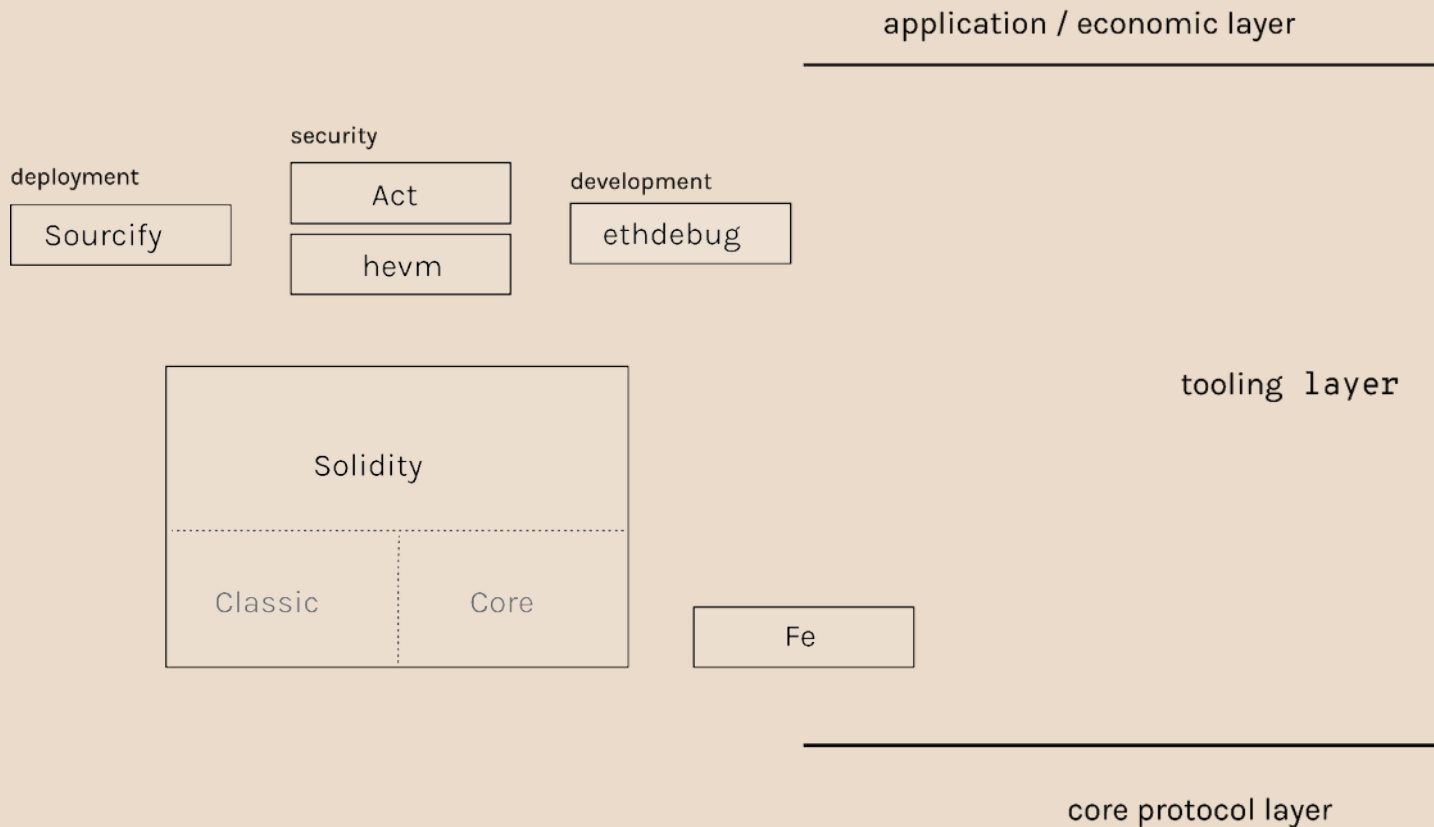 application / economic layer
security
deployment
Act
development
Sourcify
ethdebug
hevm
tooling layer
Solidity
Classic
Core
Fe
core protocol layer